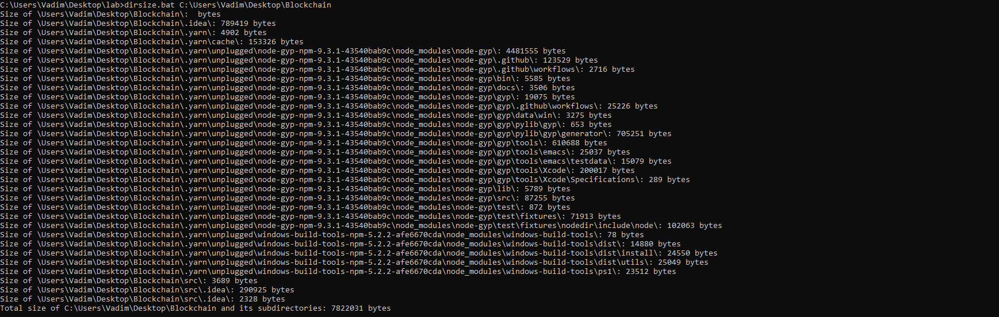 C:\Users\Vadim\Desktop\lab>dirsize.bat C:\Users\Vadim\Desktop\Blockchain
Size of \Users\Vadim\Desktop\Blockchain\:  bytes
Size of \Users\Vadim\Desktop\Blockchain\.idea\: 789419 bytes
Size of \Users\Vadim\Desktop\Blockchain\.yarn\: 4902 bytes
Size of \Users\Vadim\Desktop\Blockchain\.yarn\cache\: 153326 bytes
Size of \Users\Vadim\Desktop\Blockchain\.yarn\unplugged\node-gyp-npm-9.3.1-43540bab9c\node_modules\node-gyp\: 4481555 bytes
Size of \Users\Vadim\Desktop\Blockchain\.yarn\unplugged\node-gyp-npm-9.3.1-43540bab9c\node_modules\node-gyp\.github\: 123529 bytes
Size of \Users\Vadim\Desktop\Blockchain\.yarn\unplugged\node-gyp-npm-9.3.1-43540bab9c\node_modules\node-gyp\.github\workflows\: 2716 bytes
Size of \Users\Vadim\Desktop\Blockchain\.yarn\unplugged\node-gyp-npm-9.3.1-43540bab9c\node_modules\node-gyp\bin\: 5585 bytes
Size of \Users\Vadim\Desktop\Blockchain\.yarn\unplugged\node-gyp-npm-9.3.1-43540bab9c\node_modules\node-gyp\docs\: 3506 bytes
Size of \Users\Vadim\Desktop\Blockchain\.yarn\unplugged\node-gyp-npm-9.3.1-43540bab9c\node_modules\node-gyp\gyp\: 19075 bytes
Size of \Users\Vadim\Desktop\Blockchain\.yarn\unplugged\node-gyp-npm-9.3.1-43540bab9c\node_modules\node-gyp\gyp\.github\workflows\: 25226 bytes
Size of \Users\Vadim\Desktop\Blockchain\.yarn\unplugged\node-gyp-npm-9.3.1-43540bab9c\node_modules\node-gyp\gyp\data\win\: 3275 bytes
Size of \Users\Vadim\Desktop\Blockchain\.yarn\unplugged\node-gyp-npm-9.3.1-43540bab9c\node_modules\node-gyp\gyp\pylib\gyp\: 653 bytes
Size of \Users\Vadim\Desktop\Blockchain\.yarn\unplugged\node-gyp-npm-9.3.1-43540bab9c\node_modules\node-gyp\gyp\pylib\gyp\generator\: 705251 bytes
Size of \Users\Vadim\Desktop\Blockchain\.yarn\unplugged\node-gyp-npm-9.3.1-43540bab9c\node_modules\node-gyp\gyp\tools\: 610688 bytes
Size of \Users\Vadim\Desktop\Blockchain\.yarn\unplugged\node-gyp-npm-9.3.1-43540bab9c\node_modules\node-gyp\gyp\tools\emacs\: 25037 bytes
Size of \Users\Vadim\Desktop\Blockchain\.yarn\unplugged\node-gyp-npm-9.3.1-43540bab9c\node_modules\node-gyp\gyp\tools\emacs\testdata\: 15079 bytes
Size of \Users\Vadim\Desktop\Blockchain\.yarn\unplugged\node-gyp-npm-9.3.1-43540bab9c\node_modules\node-gyp\gyp\tools\Xcode\: 200017 bytes
Size of \Users\Vadim\Desktop\Blockchain\.yarn\unplugged\node-gyp-npm-9.3.1-43540bab9c\node_modules\node-gyp\gyp\tools\Xcode\Specifications\: 289 bytes
Size of \Users\Vadim\Desktop\Blockchain\.yarn\unplugged\node-gyp-npm-9.3.1-43540bab9c\node_modules\node-gyp\lib\: 5789 bytes
Size of \Users\Vadim\Desktop\Blockchain\.yarn\unplugged\node-gyp-npm-9.3.1-43540bab9c\node_modules\node-gyp\src\: 87255 bytes
Size of \Users\Vadim\Desktop\Blockchain\.yarn\unplugged\node-gyp-npm-9.3.1-43540bab9c\node_modules\node-gyp\test\: 872 bytes
Size of \Users\Vadim\Desktop\Blockchain\.yarn\unplugged\node-gyp-npm-9.3.1-43540bab9c\node_modules\node-gyp\test\fixtures\: 71913 bytes
Size of \Users\Vadim\Desktop\Blockchain\.yarn\unplugged\node-gyp-npm-9.3.1-43540bab9c\node_modules\node-gyp\test\fixtures\nodedir\include\node\: 102063 bytes
Size of \Users\Vadim\Desktop\Blockchain\.yarn\unplugged\windows-build-tools-npm-5.2.2-afe6670cda\node_modules\windows-build-tools\: 78 bytes
Size of \Users\Vadim\Desktop\Blockchain\.yarn\unplugged\windows-build-tools-npm-5.2.2-afe6670cda\node_modules\windows-build-tools\dist\: 14880 bytes
Size of \Users\Vadim\Desktop\Blockchain\.yarn\unplugged\windows-build-tools-npm-5.2.2-afe6670cda\node_modules\windows-build-tools\dist\install\: 24550 bytes
Size of \Users\Vadim\Desktop\Blockchain\.yarn\unplugged\windows-build-tools-npm-5.2.2-afe6670cda\node_modules\windows-build-tools\dist\utils\: 25049 bytes
Size of \Users\Vadim\Desktop\Blockchain\.yarn\unplugged\windows-build-tools-npm-5.2.2-afe6670cda\node_modules\windows-build-tools\ps1\: 23512 bytes
Size of \Users\Vadim\Desktop\Blockchain\src\: 3689 bytes
Size of \Users\Vadim\Desktop\Blockchain\src\.idea\: 290925 bytes
Size of \Users\Vadim\Desktop\Blockchain\src\.idea\: 2328 bytes
Total size of C:\Users\Vadim\Desktop\Blockchain and its subdirectories: 7822031 bytes